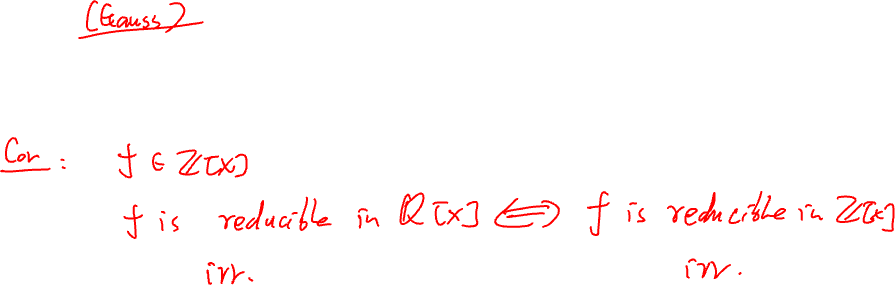 (Gauss)
Cor : f ∈ ℤ[x]
f is reducible in ℚ[x] ⟺ f is reducible in ℤ[x]
irr. irr.